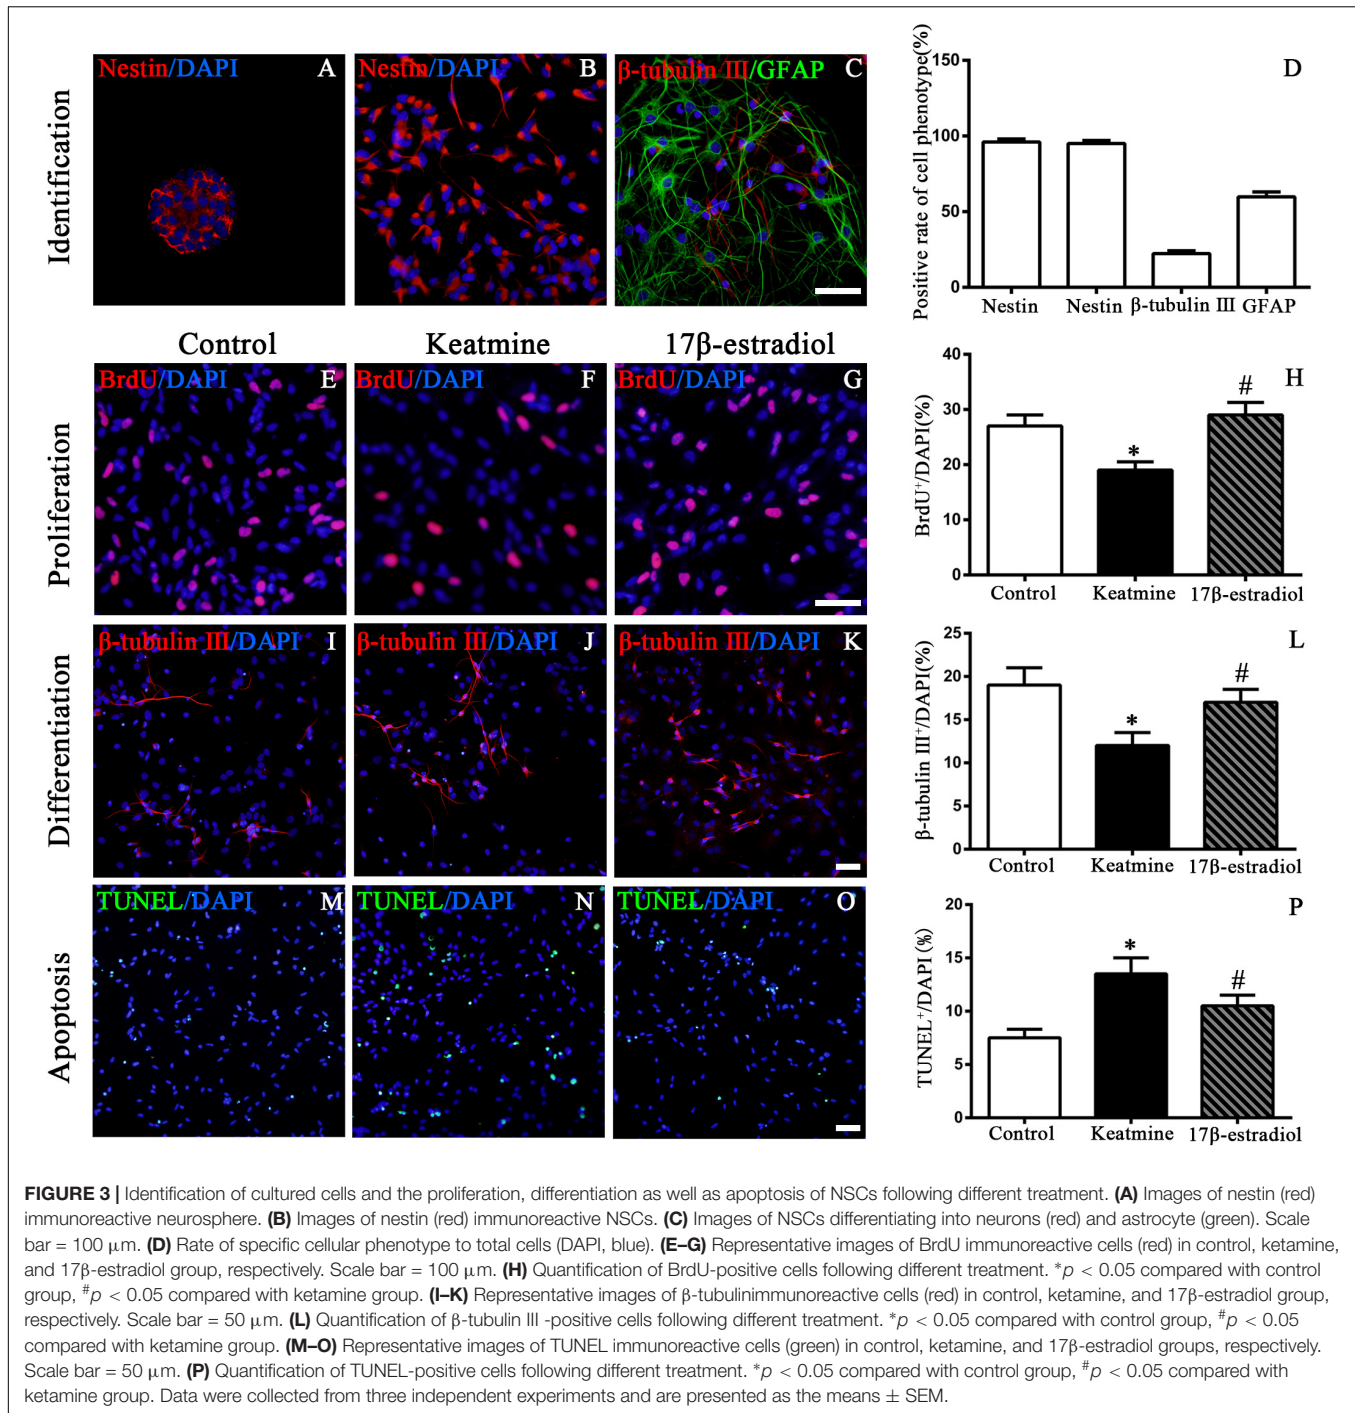 Identification
Nestin/DAPI A
Nestin/DAPI B
β-tubulin III/GFAP C
D
Positive rate of cell phenotype(%)
150
100
50
0
Nestin Nestin β-tubulin III GFAP
Control Keatmine 17β-estradiol
Proliferation
BrdU/DAPI E
BrdU/DAPI F
BrdU/DAPI G
H
BrdU⁺/DAPI(%)
40
30
20
10
0
* #
Control Keatmine 17β-estradiol
Differentiation
β-tubulin III/DAPI I
β-tubulin III/DAPI J
β-tubulin III/DAPI K
L
β-tubulin III⁺/DAPI(%)
25
20
15
10
5
0
* #
Control Keatmine 17β-estradiol
Apoptosis
TUNEL/DAPI M
TUNEL/DAPI N
TUNEL/DAPI O
P
TUNEL⁺/DAPI (%)
20
15
10
5
0
* #
Control Keatmine 17β-estradiol
FIGURE 3 | Identification of cultured cells and the proliferation, differentiation as well as apoptosis of NSCs following different treatment. (A) Images of nestin (red)
immunoreactive neurosphere. (B) Images of nestin (red) immunoreactive NSCs. (C) Images of NSCs differentiating into neurons (red) and astrocyte (green). Scale
bar = 100 μm. (D) Rate of specific cellular phenotype to total cells (DAPI, blue). (E–G) Representative images of BrdU immunoreactive cells (red) in control, ketamine,
and 17β-estradiol group, respectively. Scale bar = 100 μm. (H) Quantification of BrdU-positive cells following different treatment. *p < 0.05 compared with control
group, #p < 0.05 compared with ketamine group. (I–K) Representative images of β-tubulinimmunoreactive cells (red) in control, ketamine, and 17β-estradiol group,
respectively. Scale bar = 50 μm. (L) Quantification of β-tubulin III -positive cells following different treatment. *p < 0.05 compared with control group, #p < 0.05
compared with ketamine group. (M–O) Representative images of TUNEL immunoreactive cells (green) in control, ketamine, and 17β-estradiol groups, respectively.
Scale bar = 50 μm. (P) Quantification of TUNEL-positive cells following different treatment. *p < 0.05 compared with control group, #p < 0.05 compared with
ketamine group. Data were collected from three independent experiments and are presented as the means ± SEM.